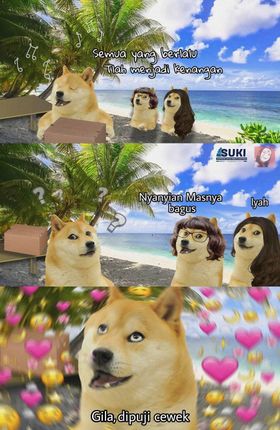 Semua yang berlalu
Tlah menjadi kenangan
SUKI
Nyanyian Masnya
bagus
Iyah
Gila, dipuji cewek